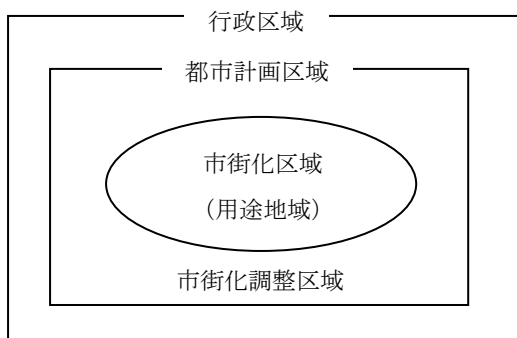 行政区域
都市計画区域
市街化区域
（用途地域）
市街化調整区域